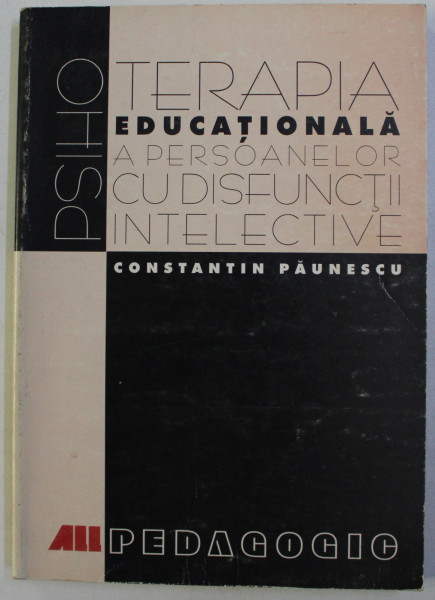 PSIHO
TERAPIA
EDUCAȚIONALĂ
A PERSOANELOR
CU DISFUNCȚII
INTELECTIVE
CONSTANTIN PĂUNESCU
ALL PEDAGOGIC